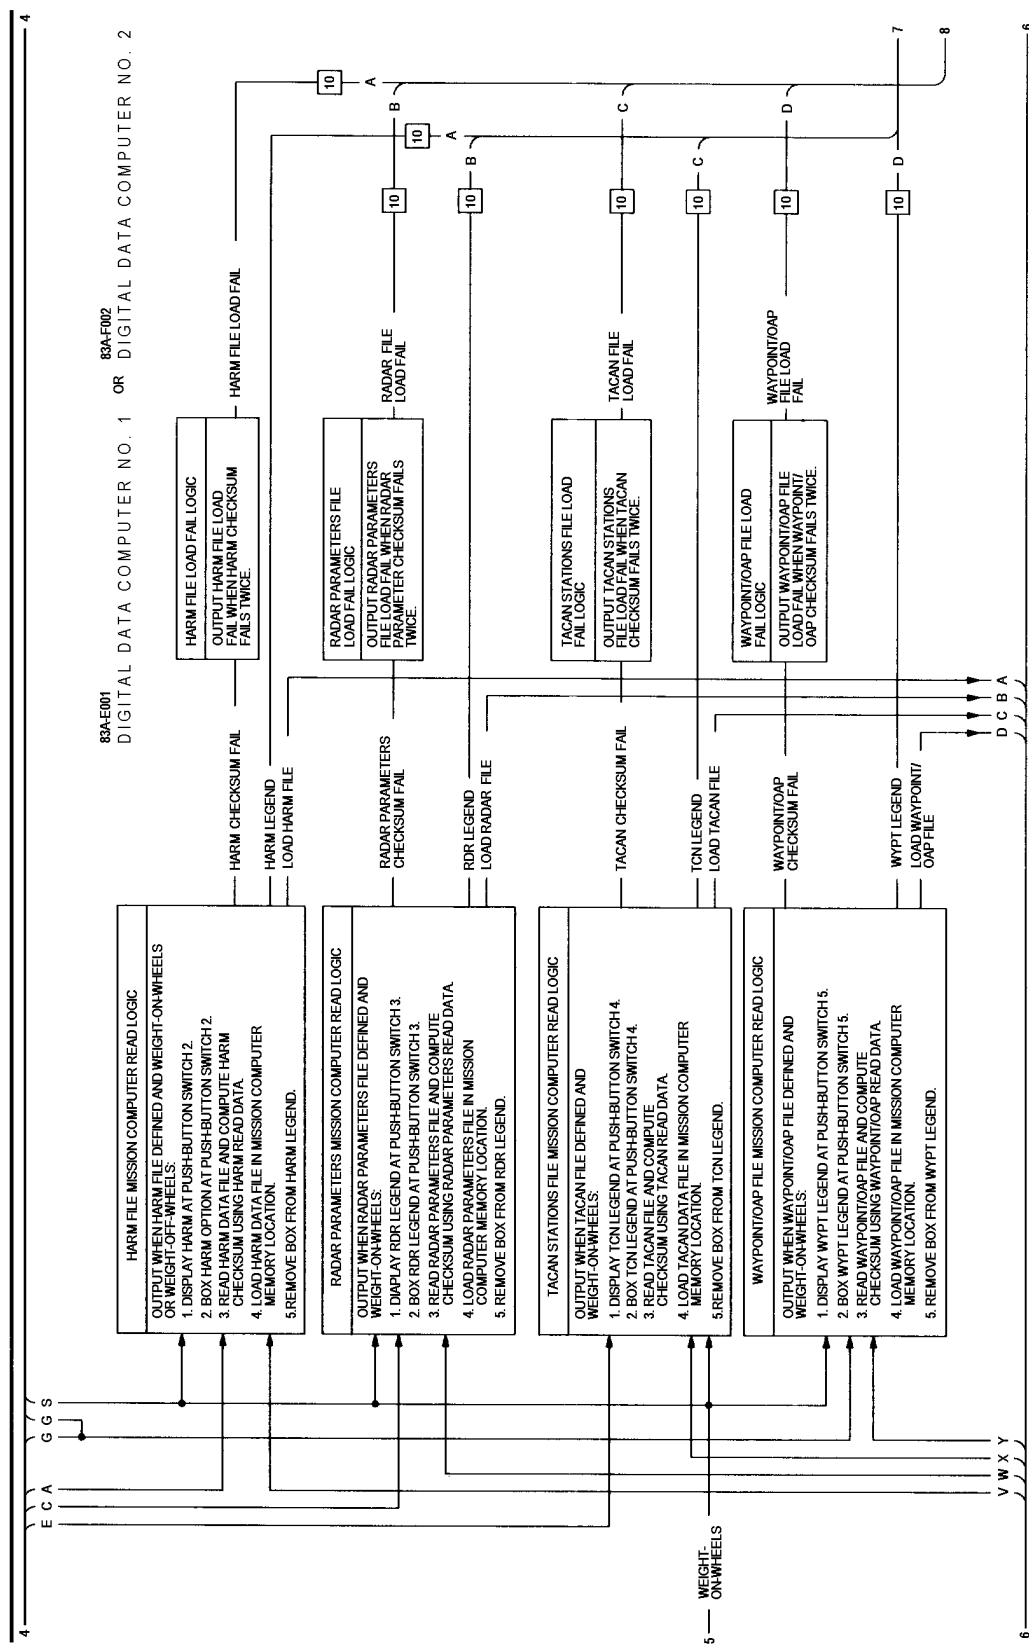 4
4
83A-E001
DIGITAL DATA COMPUTER NO. 1
OR
83A-F002
DIGITAL DATA COMPUTER NO. 2
E
C
A
G
G
S
HARM FILE MISSION COMPUTER READ LOGIC
OUTPUT WHEN HARM FILE DEFINED AND WEIGHT-ON-WHEELS
OR WEIGHT-OFF-WHEELS:
1. DISPLAY HARM AT PUSH-BUTTON SWITCH 2.
2. BOX HARM OPTION AT PUSH-BUTTON SWITCH 2.
3. READ HARM DATA FILE AND COMPUTE HARM
CHECKSUM USING HARM READ DATA.
4. LOAD HARM DATA FILE IN MISSION COMPUTER
MEMORY LOCATION.
5.REMOVE BOX FROM HARM LEGEND.
HARM CHECKSUM FAIL
HARM LEGEND
LOAD HARM FILE
HARM FILE LOAD FAIL LOGIC
OUTPUT HARM FILE LOAD
FAIL WHEN HARM CHECKSUM
FAILS TWICE.
HARM FILE LOAD FAIL
10
A
10
A
RADAR PARAMETERS MISSION COMPUTER READ LOGIC
OUTPUT WHEN RADAR PARAMETERS FILE DEFINED AND
WEIGHT-ON-WHEELS:
1. DIAPLAY RDR LEGEND AT PUSH-BUTTON SWITCH 3.
2. BOX RDR LEGEND AT PUSH-BUTTON SWITCH 3.
3. READ RADAR PARAMETERS FILE AND COMPUTE
CHECKSUM USING RADAR PARAMETERS READ DATA.
4. LOAD RADAR PARAMETERS FILE IN MISSION
COMPUTER MEMORY LOCATION.
5. REMOVE BOX FROM RDR LEGEND.
RADAR PARAMETERS
CHECKSUM FAIL
RDR LEGEND
LOAD RADAR FILE
RADAR PARAMETERS FILE
LOAD FAIL LOGIC
OUTPUT RADAR PARAMETERS
FILE LOAD FAIL WHEN RADAR
PARAMETER CHECKSUM FAILS
TWICE.
RADAR FILE
LOAD FAIL
10
B
10
B
TACAN STATIONS FILE MISSION COMPUTER READ LOGIC
OUTPUT WHEN TACAN FILE DEFINED AND
WEIGHT-ON-WHEELS:
1. DISPLAY TCN LEGEND AT PUSH-BUTTON SWITCH 4.
2. BOX TCN LEGEND AT PUSH-BUTTON SWITCH 4.
3. READ TACAN FILE AND COMPUTE
CHECKSUM USING TACAN READ DATA.
4. LOAD TACAN DATA FILE IN MISSION COMPUTER
MEMORY LOCATION.
5.REMOVE BOX FROM TCN LEGEND.
TACAN CHECKSUM FAIL
TCN LEGEND
LOAD TACAN FILE
TACAN STATIONS FILE LOAD
FAIL LOGIC
OUTPUT TACAN STATIONS
FILE LOAD FAIL WHEN TACAN
CHECKSUM FAILS TWICE.
TACAN FILE
LOAD FAIL
10
C
10
C
WAYPOINT/OAP FILE MISSION COMPUTER READ LOGIC
OUTPUT WHEN WAYPOINT/OAP FILE DEFINED AND
WEIGHT-ON-WHEELS:
1. DISPLAY WYPT LEGEND AT PUSH-BUTTON SWITCH 5.
2. BOX WYPT LEGEND AT PUSH-BUTTON SWITCH 5.
3. READ WAYPOINT/OAP FILE AND COMPUTE
CHECKSUM USING WAYPOINT/OAP READ DATA.
4. LOAD WAYPOINT/OAP FILE IN MISSION COMPUTER
MEMORY LOCATION.
5. REMOVE BOX FROM WYPT LEGEND.
WAYPOINT/OAP
CHECKSUM FAIL
WYPT LEGEND
LOAD WAYPOINT/
OAP FILE
WAYPOINT/OAP FILE LOAD
FAIL LOGIC
OUTPUT WAYPOINT/OAP FILE
LOAD FAIL WHEN WAYPOINT/
OAP CHECKSUM FAILS TWICE.
WAYPOINT/OAP
FILE LOAD
FAIL
10
D
10
D
7
8
5
WEIGHT-
ON-WHEELS
V
W
X
Y
D
C
B
A
6
6